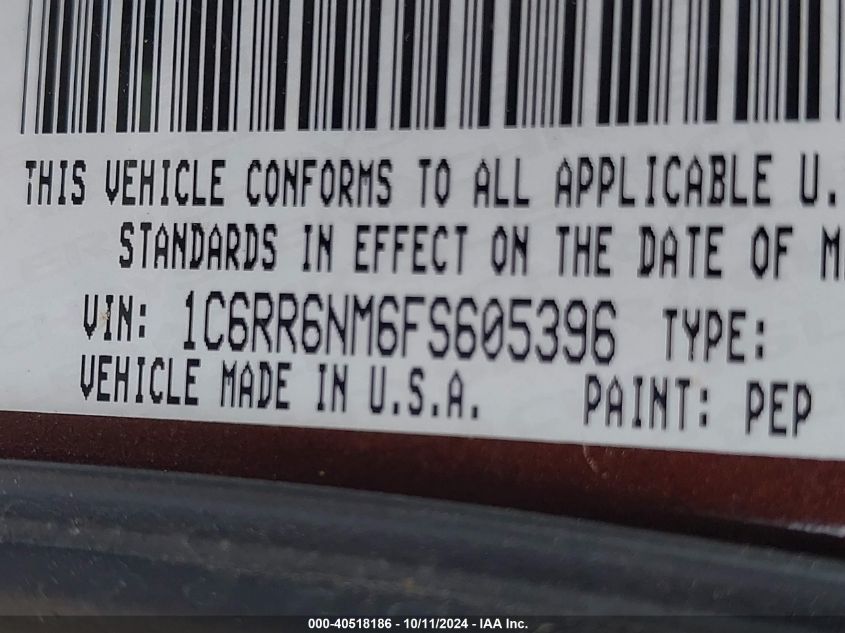 THIS VEHICLE CONFORMS TO ALL APPLICABLE U.
STANDARDS IN EFFECT ON THE DATE OF M
VIN: 1C6RR6NM6FS605396 TYPE:
VEHICLE MADE IN U.S.A. PAINT: PEP
000-40518186 - 10/11/2024 - IAA Inc.